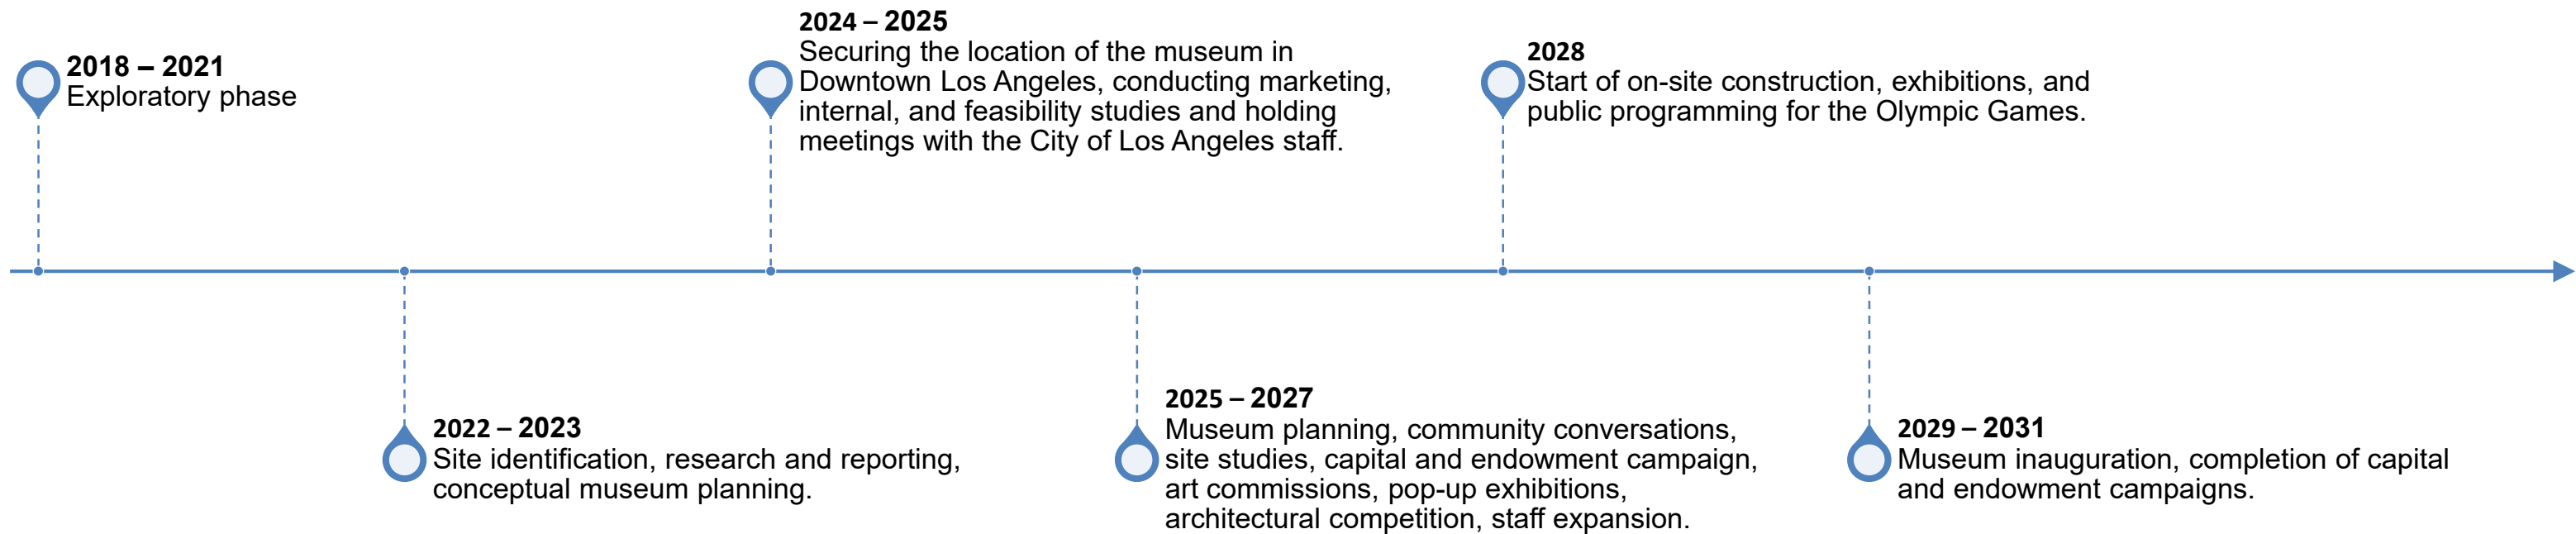 2018 – 2021
Exploratory phase
2022 – 2023
Site identification, research and reporting,
conceptual museum planning.
2024 – 2025
Securing the location of the museum in
Downtown Los Angeles, conducting marketing,
internal, and feasibility studies and holding
meetings with the City of Los Angeles staff.
2025 – 2027
Museum planning, community conversations,
site studies, capital and endowment campaign,
art commissions, pop-up exhibitions,
architectural competition, staff expansion.
2028
Start of on-site construction, exhibitions, and
public programming for the Olympic Games.
2029 – 2031
Museum inauguration, completion of capital
and endowment campaigns.